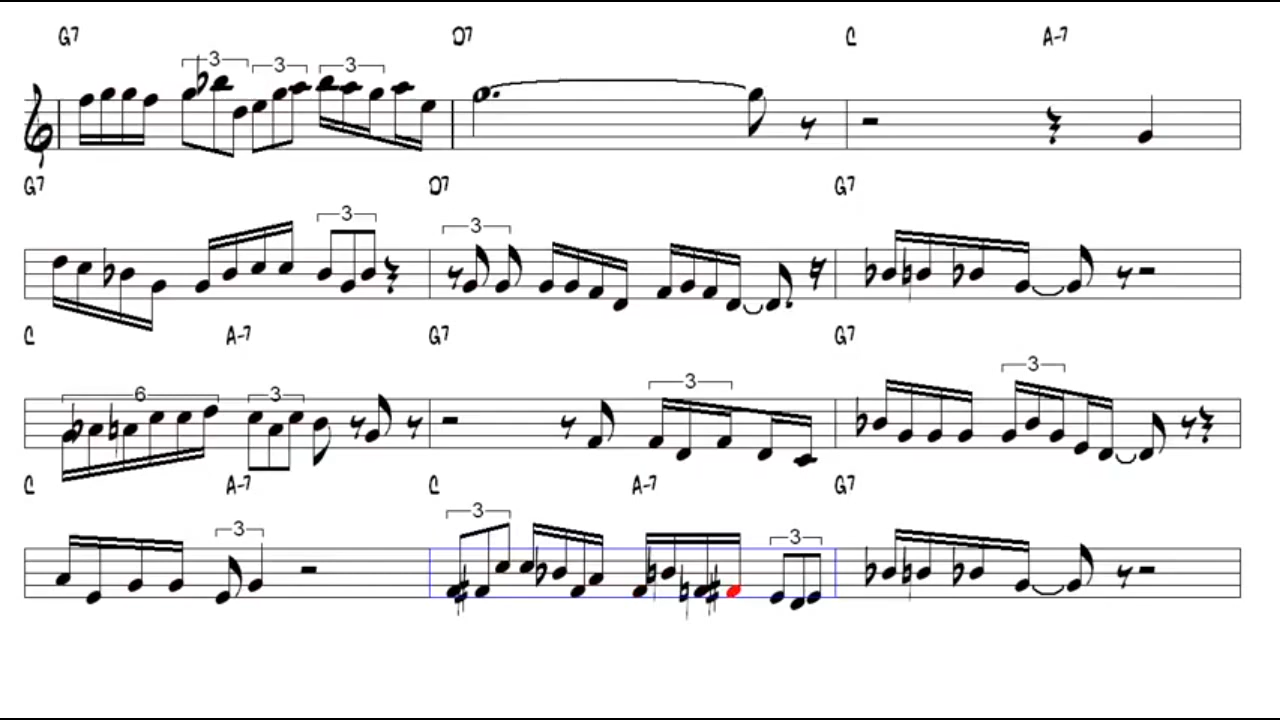 G7 D7 C A-7
3 3 3
G7 D7 G7
3 3
C A-7 G7 G7
6 3 3 3
C A-7 C A-7 G7
3 3 3